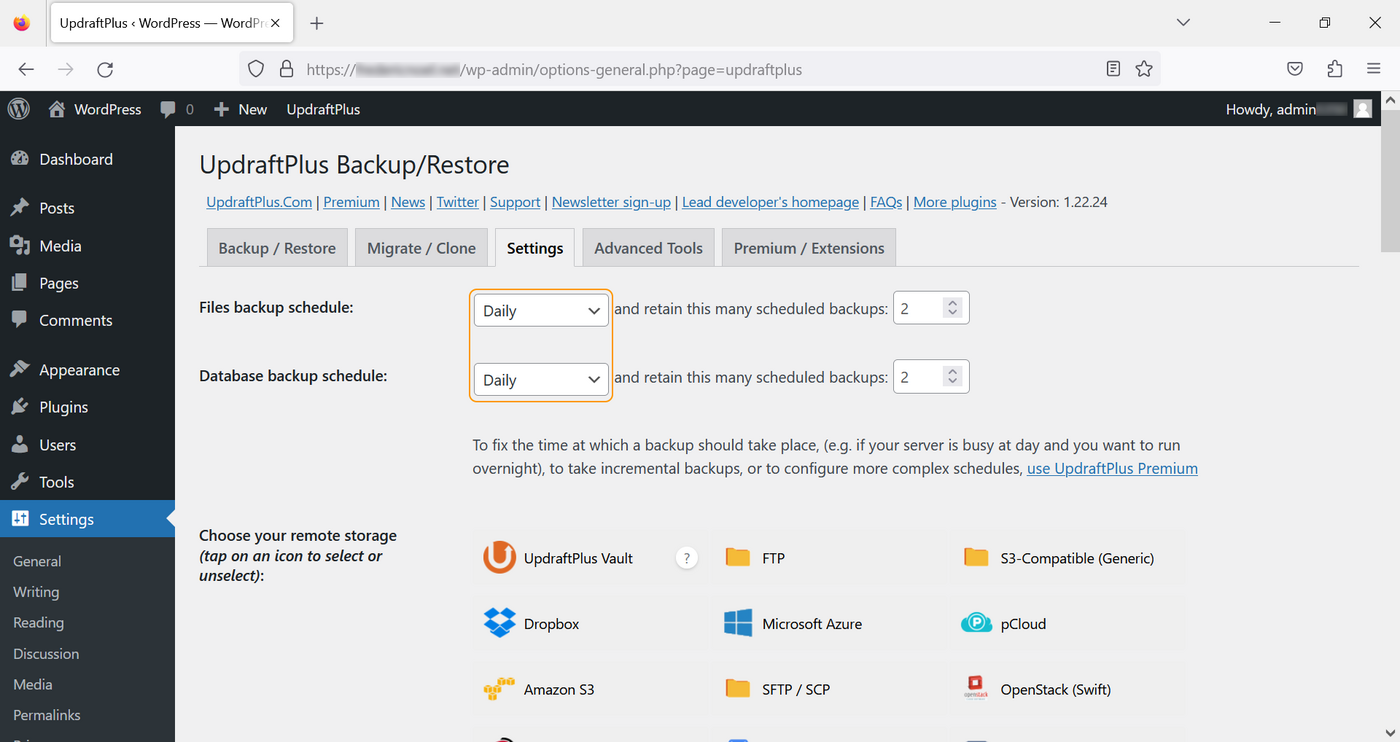 UpdraftPlus ‹ WordPress — WordPr
https:// /wp-admin/options-general.php?page=updraftplus
WordPress 0 New UpdraftPlus Howdy, admin
Dashboard
Posts
Media
Pages
Comments
Appearance
Plugins
Users
Tools
Settings
General
Writing
Reading
Discussion
Media
Permalinks
UpdraftPlus Backup/Restore
UpdraftPlus.Com | Premium | News | Twitter | Support | Newsletter sign-up | Lead developer's homepage | FAQs | More plugins - Version: 1.22.24
Backup / Restore Migrate / Clone Settings Advanced Tools Premium / Extensions
Files backup schedule: Daily and retain this many scheduled backups: 2
Database backup schedule: Daily and retain this many scheduled backups: 2
To fix the time at which a backup should take place, (e.g. if your server is busy at day and you want to run
overnight), to take incremental backups, or to configure more complex schedules, use UpdraftPlus Premium
Choose your remote storage
(tap on an icon to select or
unselect):
UpdraftPlus Vault ? FTP S3-Compatible (Generic)
Dropbox Microsoft Azure pCloud
Amazon S3 SFTP / SCP OpenStack (Swift)